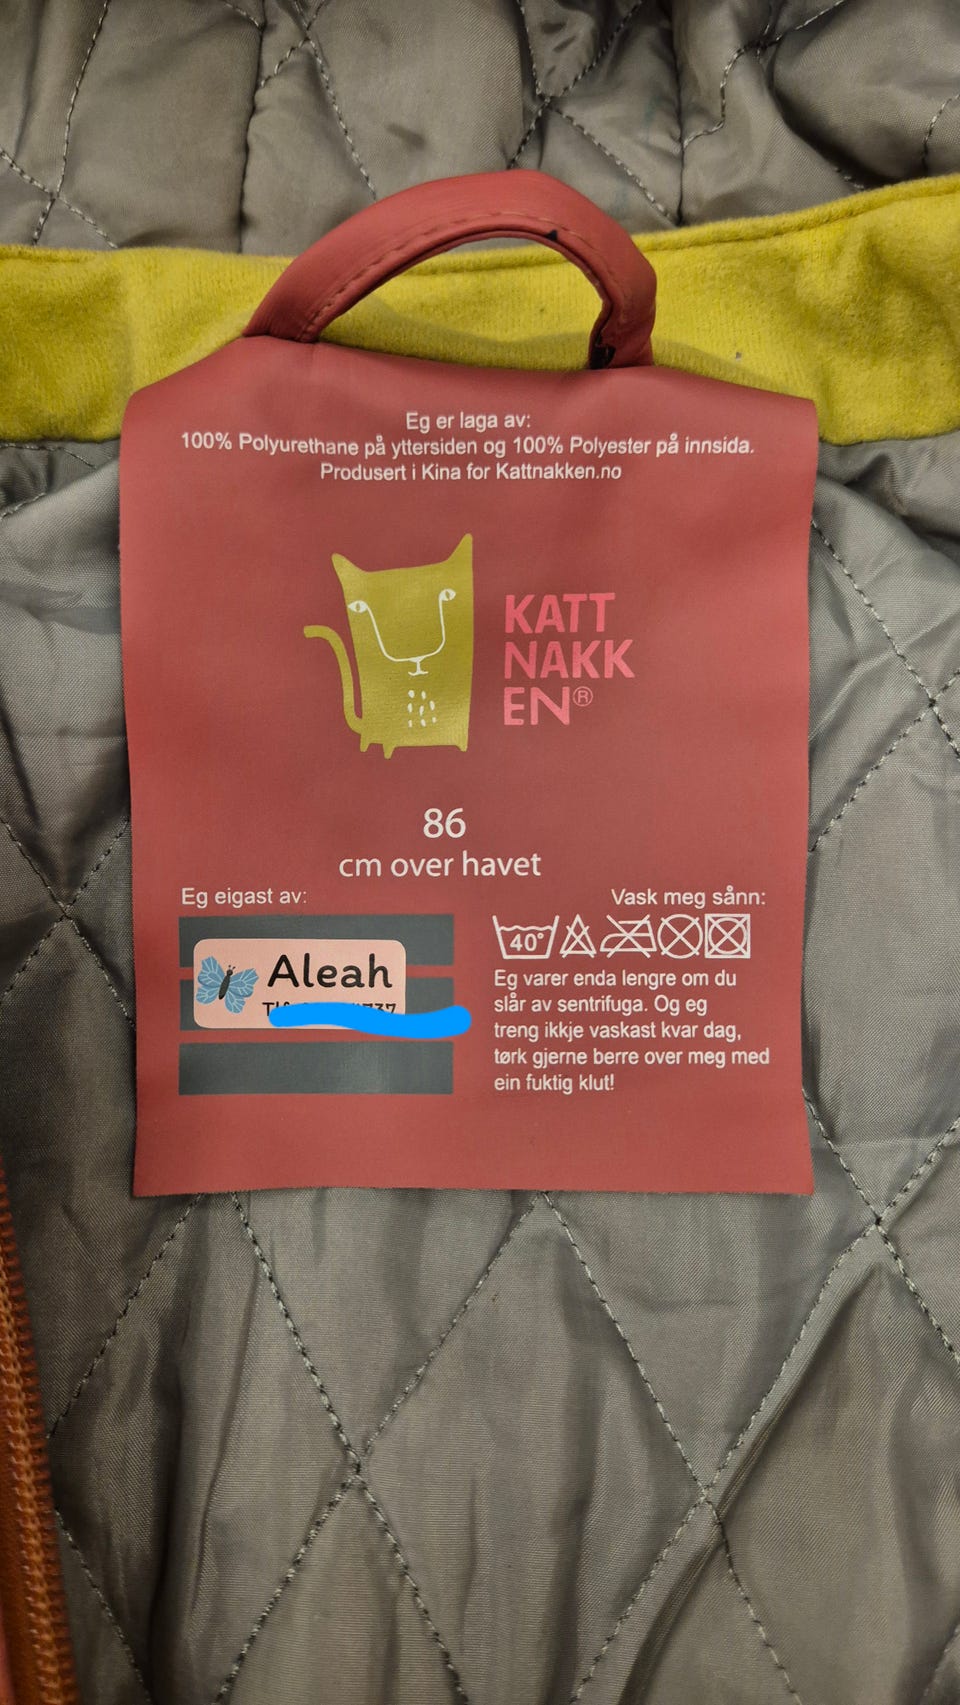 Eg er laga av:
100% Polyurethane på yttersiden og 100% Polyester på innsida.
Produsert i Kina for Kattnakken.no
KATT
NAKK
EN®
86
cm over havet
Eg eigast av:
Aleah
Vask meg sånn:
40°
Eg varer enda lengre om du
slår av sentrifuga. Og eg
treng ikkje vaskast kvar dag,
tørk gjerne berre over meg med
ein fuktig klut!